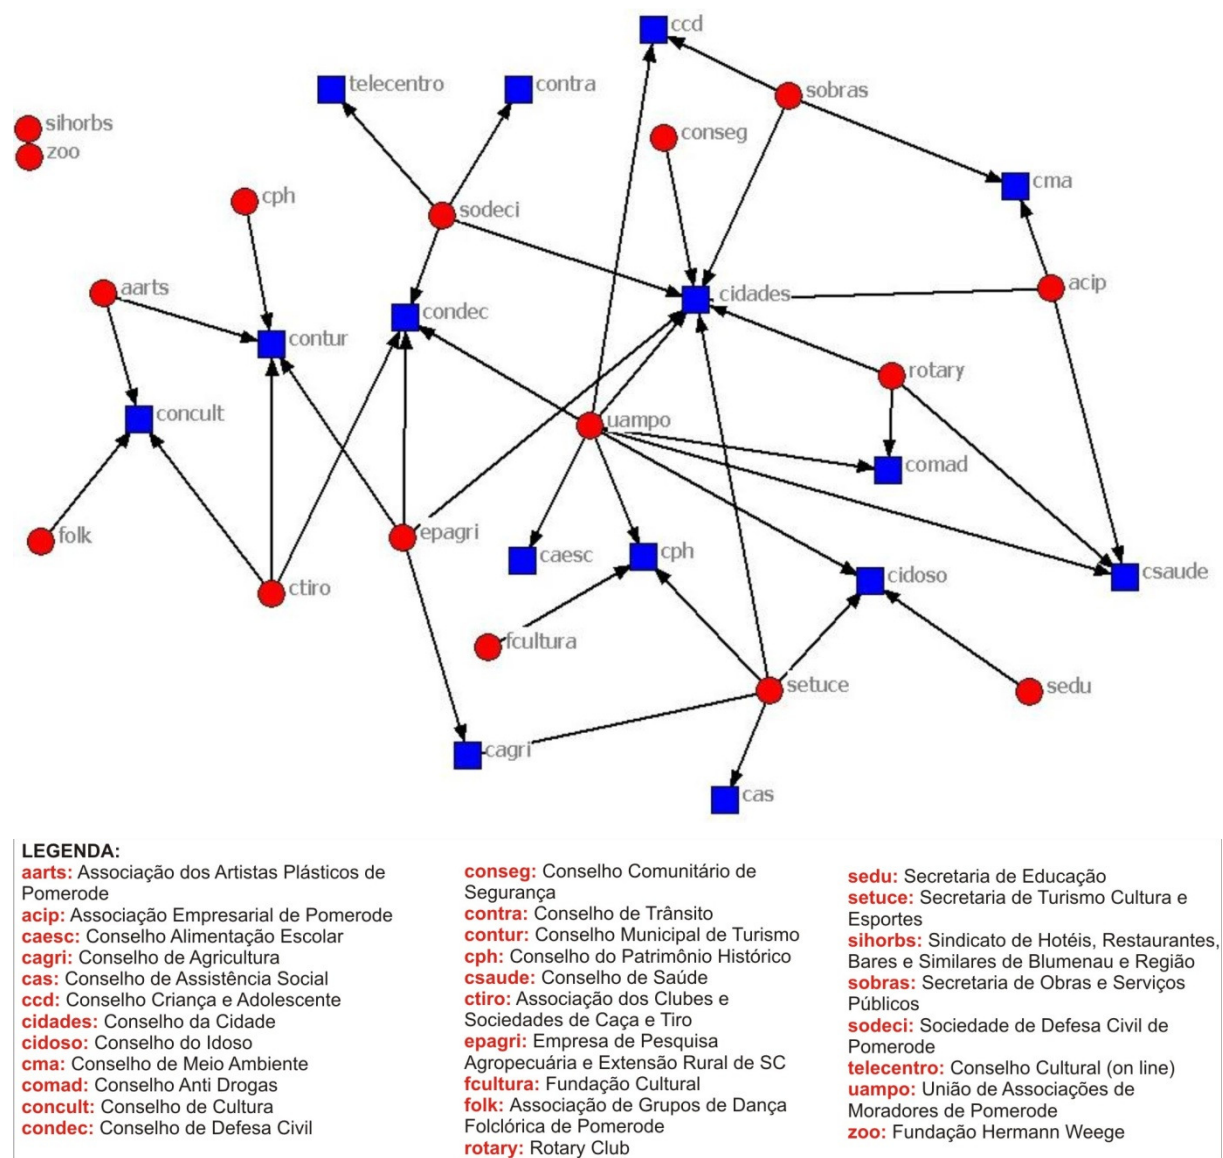 ccd
telecentro
contra
sobras
sihorbs
conseg
zoo
cma
cph
sodeci
aarts
cidades
acip
condec
contur
rotary
concult
uampo
comad
folk
epagri
caesc
cph
cidoso
csaude
ctiro
fcultura
setuce
sedu
cagri
cas
LEGENDA:
aarts: Associação dos Artistas Plásticos de
Pomerode
acip: Associação Empresarial de Pomerode
caesc: Conselho Alimentação Escolar
cagri: Conselho de Agricultura
cas: Conselho de Assistência Social
ccd: Conselho Criança e Adolescente
cidades: Conselho da Cidade
cidoso: Conselho do Idoso
cma: Conselho de Meio Ambiente
comad: Conselho Anti Drogas
concult: Conselho de Cultura
condec: Conselho de Defesa Civil
conseg: Conselho Comunitário de
Segurança
contra: Conselho de Trânsito
contur: Conselho Municipal de Turismo
cph: Conselho do Patrimônio Histórico
csaude: Conselho de Saúde
ctiro: Associação dos Clubes e
Sociedades de Caça e Tiro
epagri: Empresa de Pesquisa
Agropecuária e Extensão Rural de SC
fcultura: Fundação Cultural
folk: Associação de Grupos de Dança
Folclórica de Pomerode
rotary: Rotary Club
sedu: Secretaria de Educação
setuce: Secretaria de Turismo Cultura e
Esportes
sihorbs: Sindicato de Hotéis, Restaurantes,
Bares e Similares de Blumenau e Região
sobras: Secretaria de Obras e Serviços
Públicos
sodeci: Sociedade de Defesa Civil de
Pomerode
telecentro: Conselho Cultural (on line)
uampo: União de Associações de
Moradores de Pomerode
zoo: Fundação Hermann Weege